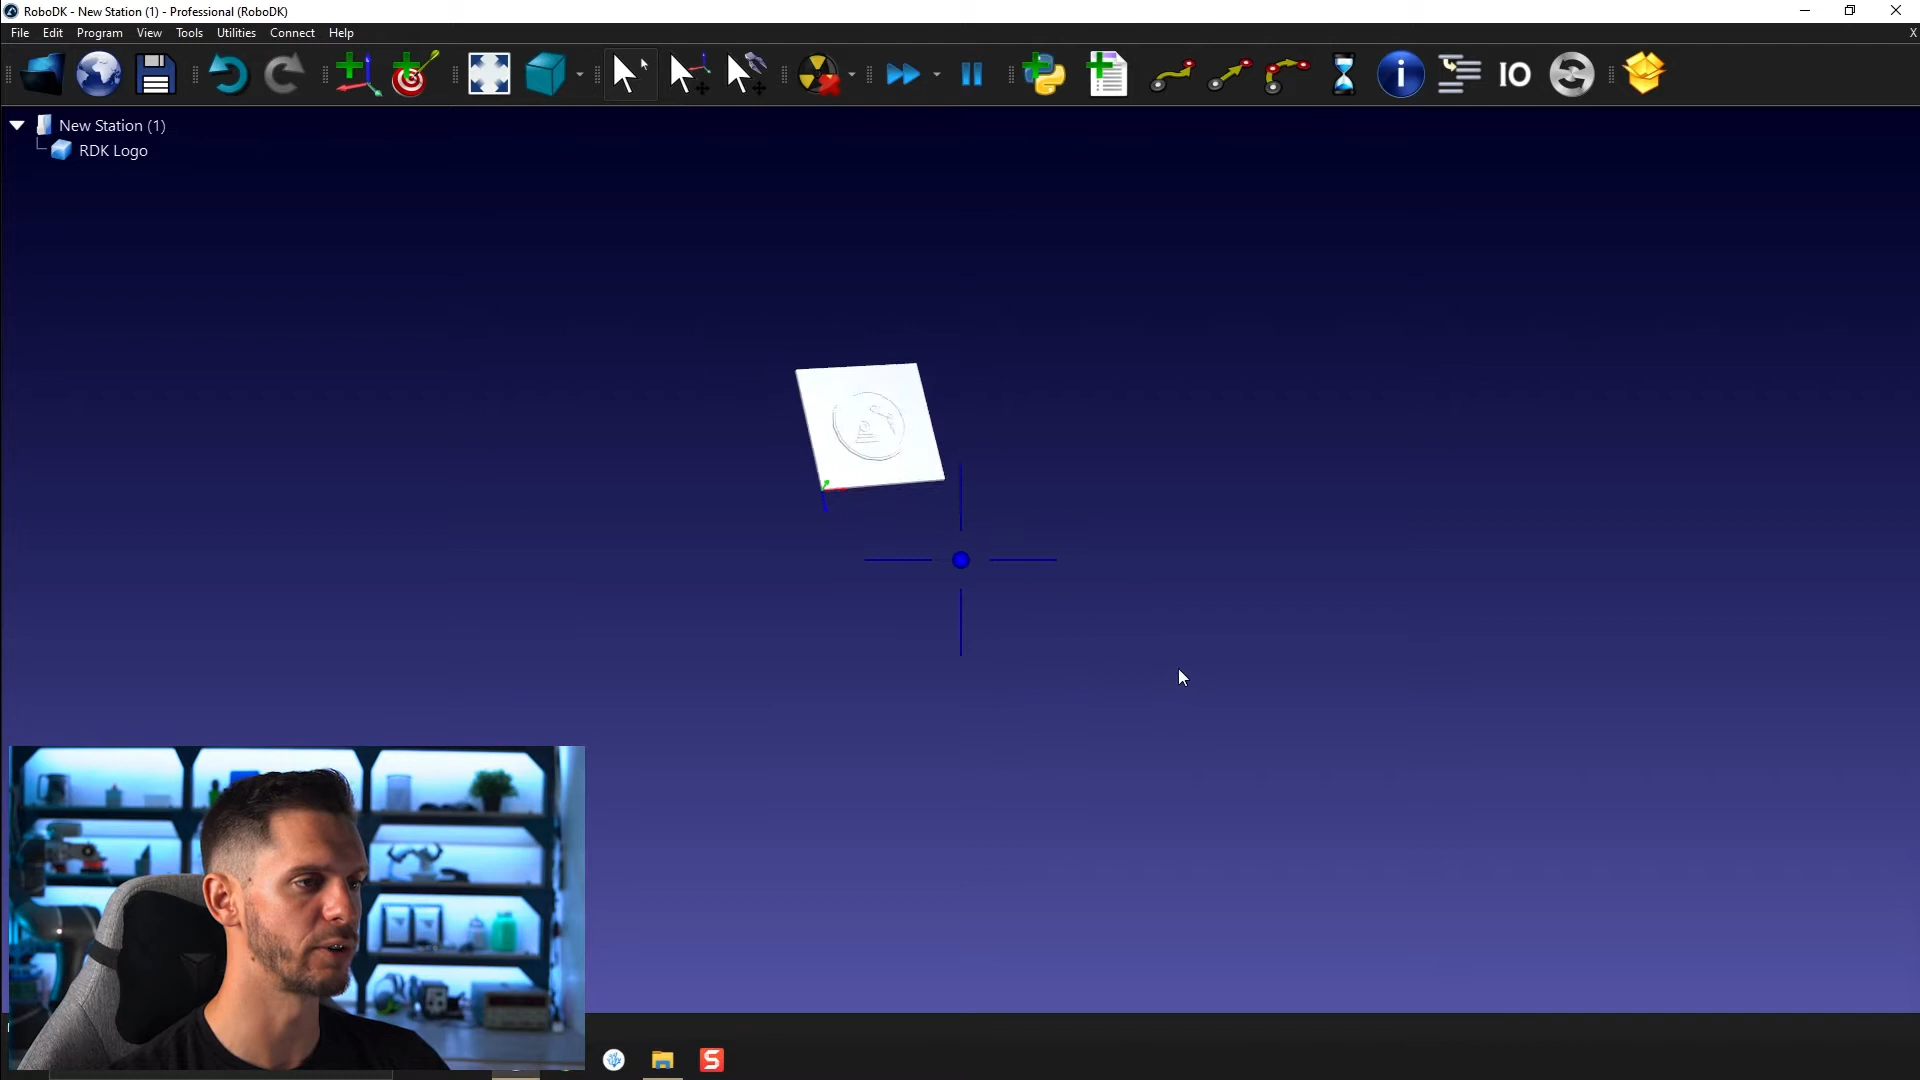 RoboDK - New Station (1) - Professional (RoboDK)
File Edit Program View Tools Utilities Connect Help
X
IO
New Station (1)
RDK Logo
S